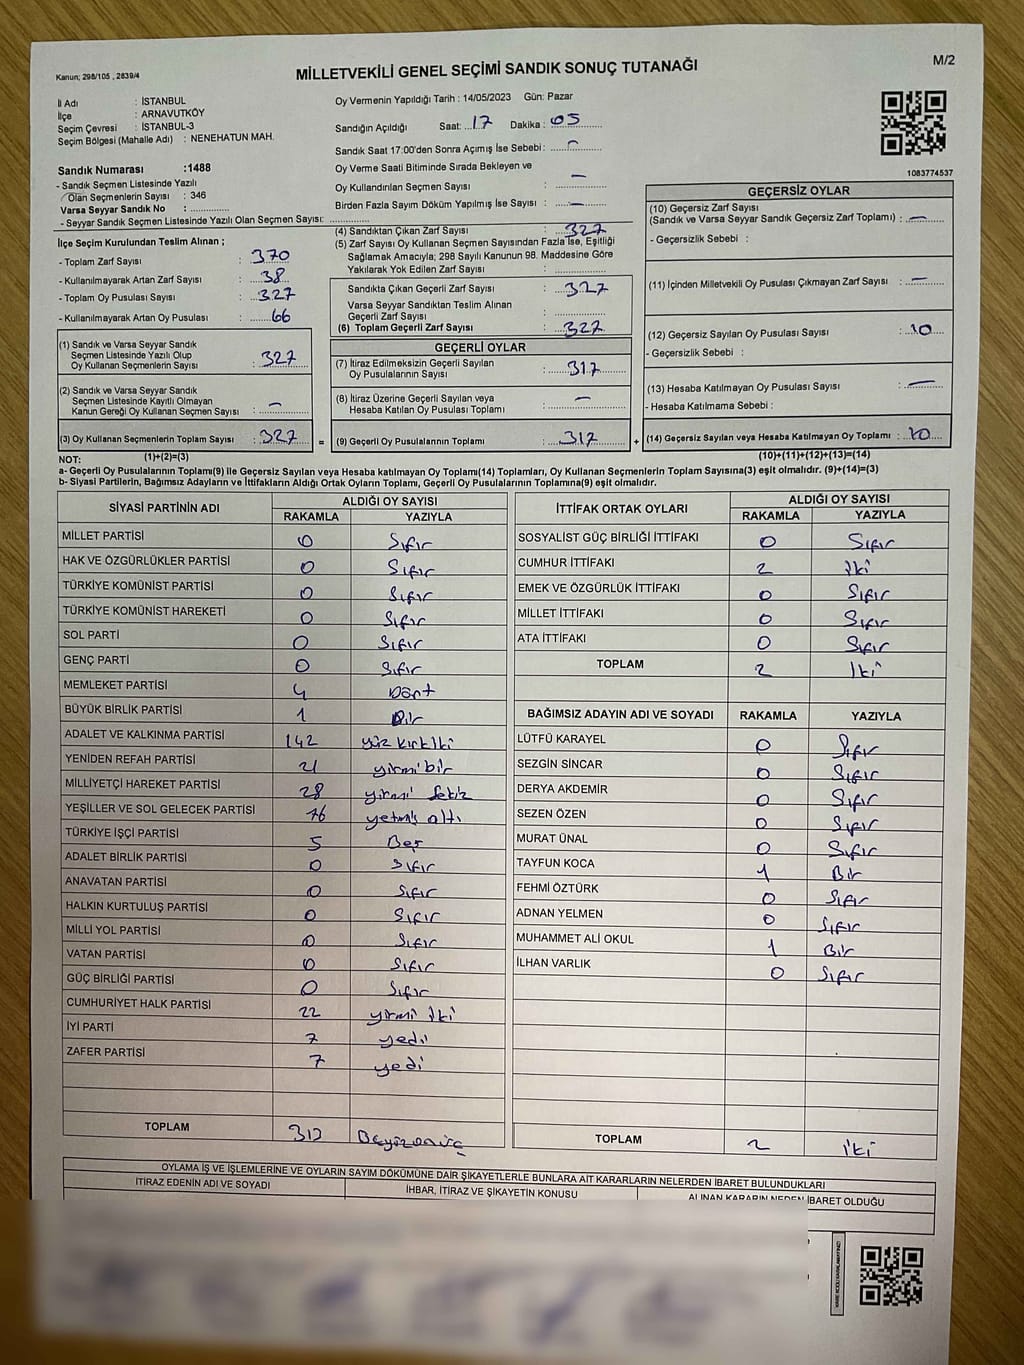 Kanun; 298/105 , 2839/4
MİLLETVEKİLİ GENEL SEÇİMİ SANDIK SONUÇ TUTANAĞI
M/2
İl Adı : İSTANBUL
İlçe : ARNAVUTKÖY
Seçim Çevresi : İSTANBUL-3
Seçim Bölgesi (Mahalle Adı) : NENEHATUN MAH.
Sandık Numarası :1488
- Sandık Seçmen Listesinde Yazılı
Olan Seçmenlerin Sayısı : 346
Varsa Seyyar Sandık No :
- Seyyar Sandık Seçmen Listesinde Yazılı Olan Seçmen Sayısı:
Oy Vermenin Yapıldığı Tarih : 14/05/2023 Gün: Pazar
Sandığın Açıldığı Saat: 17 Dakika : 05
Sandık Saat 17:00'den Sonra Açımış İse Sebebi : -
Oy Verme Saati Bitiminde Sırada Bekleyen ve
Oy Kullandırılan Seçmen Sayısı : -
Birden Fazla Sayım Döküm Yapılmış İse Sayısı : -
1083774537
İlçe Seçim Kurulundan Teslim Alınan ;
- Toplam Zarf Sayısı : 370
- Kullanılmayarak Artan Zarf Sayısı : 38
- Toplam Oy Pusulası Sayısı : 327
- Kullanılmayarak Artan Oy Pusulası : 66
(4) Sandıktan Çıkan Zarf Sayısı : 327
(5) Zarf Sayısı Oy Kullanan Seçmen Sayısından Fazla İse, Eşitliği
Sağlamak Amacıyla; 298 Sayılı Kanunun 98. Maddesine Göre
Yakılarak Yok Edilen Zarf Sayısı :
Sandıkta Çıkan Geçerli Zarf Sayısı : 327
Varsa Seyyar Sandıktan Teslim Alınan
Geçerli Zarf Sayısı :
(6) Toplam Geçerli Zarf Sayısı : 327
GEÇERSİZ OYLAR
(10) Geçersiz Zarf Sayısı
(Sandık ve Varsa Seyyar Sandık Geçersiz Zarf Toplamı) : -
- Geçersizlik Sebebi :
(11) İçinden Milletvekili Oy Pusulası Çıkmayan Zarf Sayısı : -
(12) Geçersiz Sayılan Oy Pusulası Sayısı : 10
- Geçersizlik Sebebi :
(13) Hesaba Katılmayan Oy Pusulası Sayısı : -
- Hesaba Katılmama Sebebi :
(1) Sandık ve Varsa Seyyar Sandık
Seçmen Listesinde Yazılı Olup
Oy Kullanan Seçmenlerin Sayısı : 327
(2) Sandık ve Varsa Seyyar Sandık
Seçmen Listesinde Kayıtlı Olmayan
Kanun Gereği Oy Kullanan Seçmen Sayısı : -
GEÇERLİ OYLAR
(7) İtiraz Edilmeksizin Geçerli Sayılan
Oy Pusulalarının Sayısı : 317
(8) İtiraz Üzerine Geçerli Sayılan veya
Hesaba Katılan Oy Pusulası Toplamı : -
(3) Oy Kullanan Seçmenlerin Toplam Sayısı : 327 = (9) Geçerli Oy Pusulalarının Toplamı : 317 + (14) Geçersiz Sayılan veya Hesaba Katılmayan Oy Toplamı : 10
NOT: (1)+(2)=(3) (10)+(11)+(12)+(13)=(14)
a- Geçerli Oy Pusulalarının Toplamı(9) ile Geçersiz Sayılan veya Hesaba katılmayan Oy Toplamı(14) Toplamları, Oy Kullanan Seçmenlerin Toplam Sayısına(3) eşit olmalıdır. (9)+(14)=(3)
b- Siyasi Partilerin, Bağımsız Adayların ve İttifakların Aldığı Ortak Oyların Toplamı, Geçerli Oy Pusulalarının Toplamına(9) eşit olmalıdır.
SİYASİ PARTİNİN ADI ALDIĞI OY SAYISI
RAKAMLA YAZIYLA
MİLLET PARTİSİ 0 Sıfır
HAK VE ÖZGÜRLÜKLER PARTİSİ 0 Sıfır
TÜRKİYE KOMÜNİST PARTİSİ 0 Sıfır
TÜRKİYE KOMÜNİST HAREKETİ 0 Sıfır
SOL PARTİ 0 Sıfır
GENÇ PARTİ 0 Sıfır
MEMLEKET PARTİSİ 4 Dört
BÜYÜK BİRLİK PARTİSİ 1 Bir
ADALET VE KALKINMA PARTİSİ 142 yüz kırk iki
YENİDEN REFAH PARTİSİ 21 yirmi bir
MİLLİYETÇİ HAREKET PARTİSİ 28 yirmi sekiz
YEŞİLLER VE SOL GELECEK PARTİSİ 76 yetmiş altı
TÜRKİYE İŞÇİ PARTİSİ 5 Beş
ADALET BİRLİK PARTİSİ 0 Sıfır
ANAVATAN PARTİSİ 0 Sıfır
HALKIN KURTULUŞ PARTİSİ 0 Sıfır
MİLLİ YOL PARTİSİ 0 Sıfır
VATAN PARTİSİ 0 Sıfır
GÜÇ BİRLİĞİ PARTİSİ 0 Sıfır
CUMHURİYET HALK PARTİSİ 22 yirmi iki
İYİ PARTİ 7 yedi
ZAFER PARTİSİ 7 yedi
TOPLAM 313 Üçyüzonüç
İTTİFAK ORTAK OYLARI ALDIĞI OY SAYISI
RAKAMLA YAZIYLA
SOSYALİST GÜÇ BİRLİĞİ İTTİFAKI 0 Sıfır
CUMHUR İTTİFAKI 2 İki
EMEK VE ÖZGÜRLÜK İTTİFAKI 0 Sıfır
MİLLET İTTİFAKI 0 Sıfır
ATA İTTİFAKI 0 Sıfır
TOPLAM 2 İki
BAĞIMSIZ ADAYIN ADI VE SOYADI RAKAMLA YAZIYLA
LÜTFÜ KARAYEL 0 Sıfır
SEZGİN SİNCAR 0 Sıfır
DERYA AKDEMİR 0 Sıfır
SEZEN ÖZEN 0 Sıfır
MURAT ÜNAL 0 Sıfır
TAYFUN KOCA 1 Bir
FEHMİ ÖZTÜRK 0 Sıfır
ADNAN YELMEN 0 Sıfır
MUHAMMET ALİ OKUL 1 Bir
İLHAN VARLIK 0 Sıfır
TOPLAM 2 iki
OYLAMA İŞ VE İŞLEMLERİNE VE OYLARIN SAYIM DÖKÜMÜNE DAİR ŞİKAYETLERLE BUNLARA AİT KARARLARIN NELERDEN İBARET BULUNDUKLARI
İTİRAZ EDENİN ADI VE SOYADI İHBAR, İTİRAZ VE ŞİKAYETİN KONUSU ALINAN KARARIN NEDEN İBARET OLDUĞU